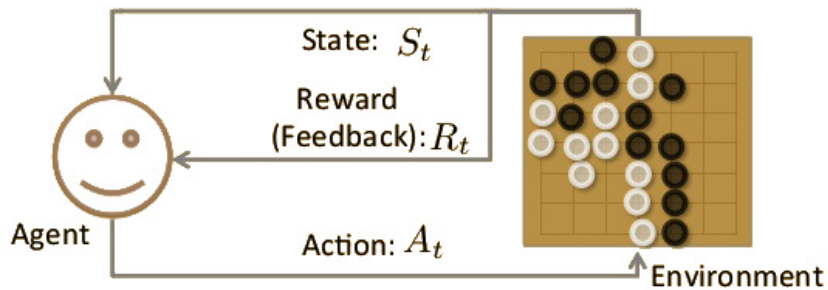 State: S_t
Reward
(Feedback): R_t
Agent
Action: A_t
Environment